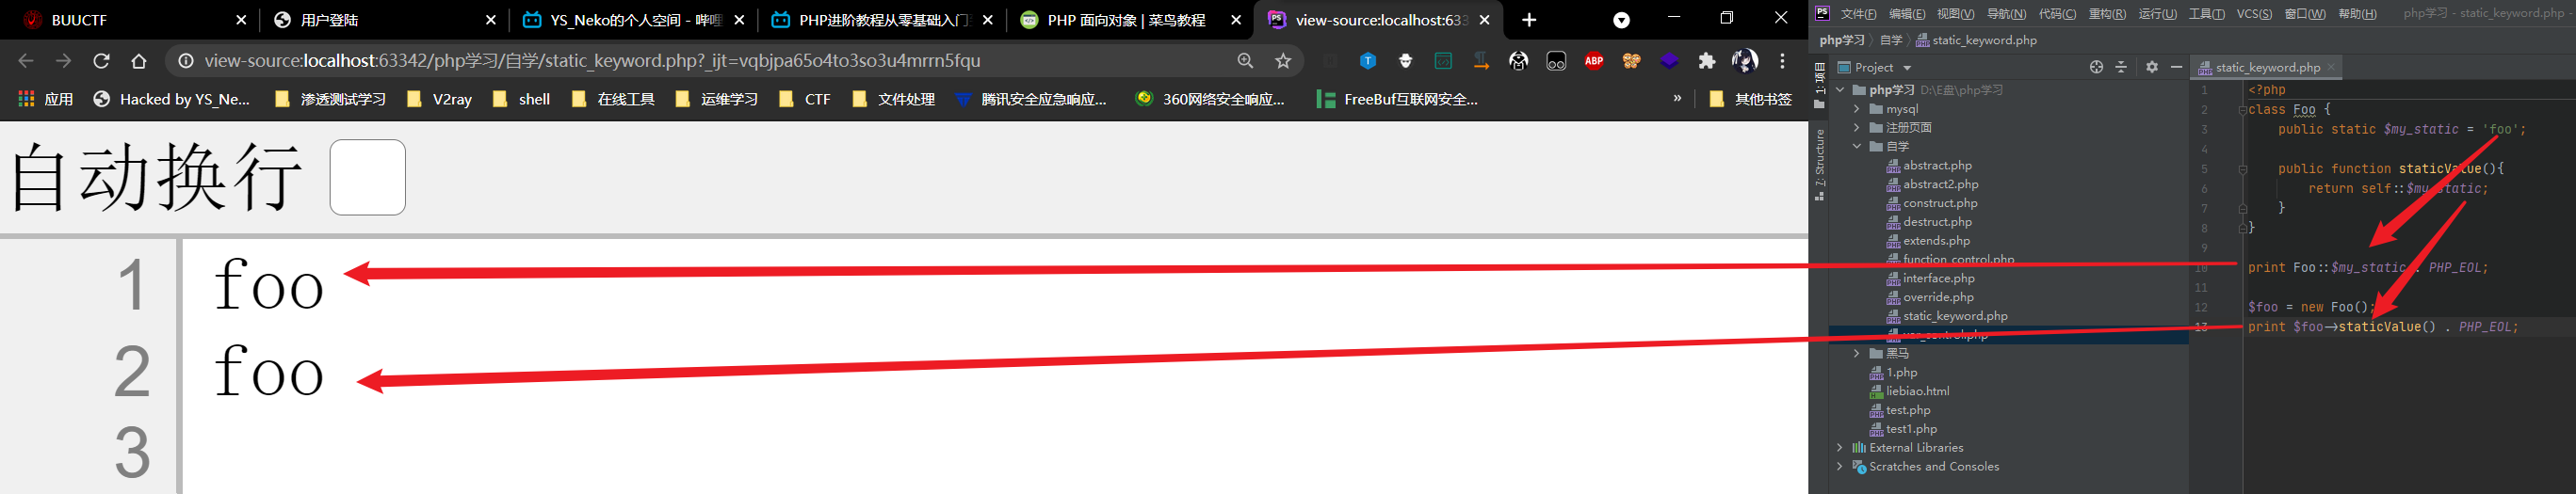 BUUCTF
用户登陆
YS_Neko的个人空间 - 哔哩
PHP进阶教程从零基础入门
PHP 面向对象 | 菜鸟教程
view-source:localhost:633
view-source:localhost:63342/php学习/自学/static_keyword.php?_ijt=vqbjpa65o4to3so3u4mrrn5fqu
应用
Hacked by YS_Ne...
渗透测试学习
V2ray
shell
在线工具
运维学习
CTF
文件处理
腾讯安全应急响应...
360网络安全响应...
FreeBuf互联网安全...
»
其他书签
自动换行
1 foo
2 foo
3
文件(F) 编辑(E) 视图(V) 导航(N) 代码(C) 重构(R) 运行(U) 工具(T) VCS(S) 窗口(W) 帮助(H) php学习 - static_keyword.php -
php学习 自学 static_keyword.php
1: 项目
7: Structure
Project
php学习 D:\E盘\php学习
mysql
注册页面
自学
abstract.php
abstract2.php
construct.php
destruct.php
extends.php
function_control.php
interface.php
override.php
static_keyword.php
var_control.php
黑马
1.php
liebiao.html
test.php
test1.php
External Libraries
Scratches and Consoles
static_keyword.php
1 <?php
2 class Foo {
3 public static $my_static = 'foo';
4
5 public function staticValue(){
6 return self::$my_static;
7 }
8 }
9
10 print Foo::$my_static . PHP_EOL;
11
12 $foo = new Foo();
13 print $foo->staticValue() . PHP_EOL;